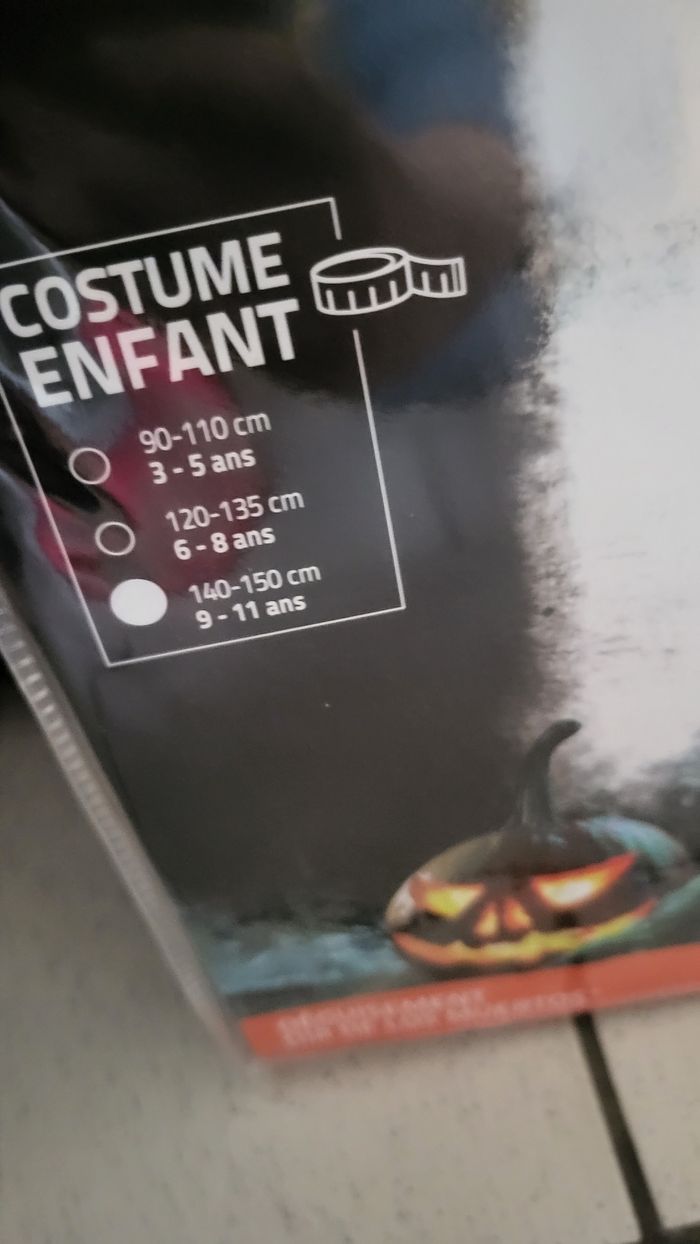 COSTUME
ENFANT
90-110 cm
3 - 5 ans
120-135 cm
6 - 8 ans
140-150 cm
9 - 11 ans
DÉGUISEMENT